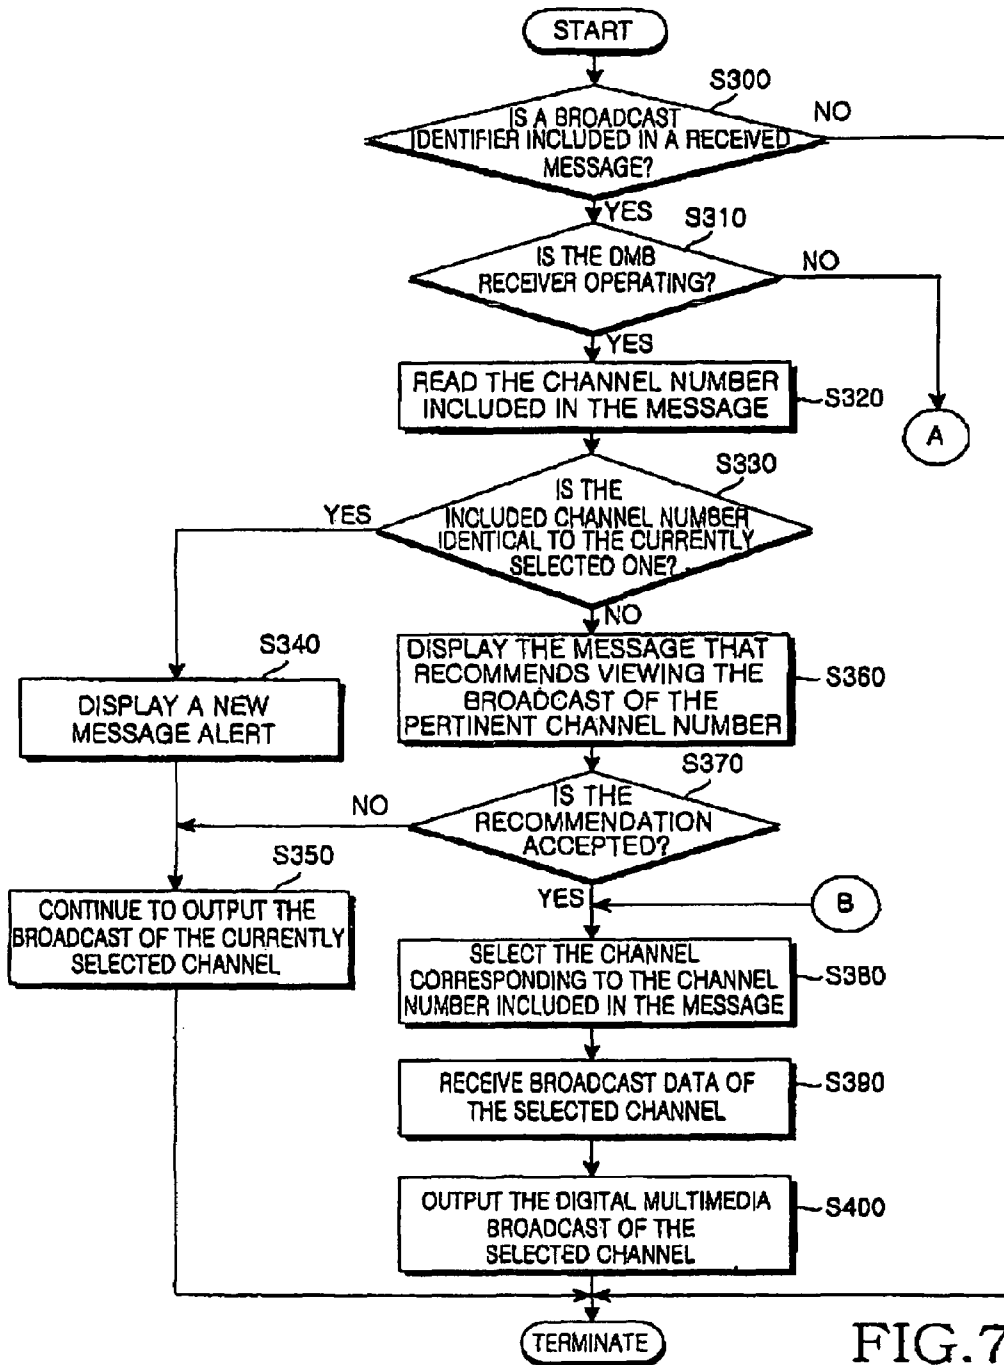 START
S300
NO
IS A BROADCAST
IDENTIFIER INCLUDED IN A RECEIVED
MESSAGE?
YES
S310
IS THE DMB
RECEIVER OPERATING?
NO
YES
READ THE CHANNEL NUMBER
INCLUDED IN THE MESSAGE
S320
A
S330
IS THE
INCLUDED CHANNEL NUMBER
IDENTICAL TO THE CURRENTLY
SELECTED ONE?
YES
NO
S340
DISPLAY A NEW
MESSAGE ALERT
DISPLAY THE MESSAGE THAT
RECOMMENDS VIEWING THE
BROADCAST OF THE
PERTINENT CHANNEL NUMBER
S360
S370
IS THE
RECOMMENDATION
ACCEPTED?
NO
YES
S350
CONTINUE TO OUTPUT THE
BROADCAST OF THE CURRENTLY
SELECTED CHANNEL
B
SELECT THE CHANNEL
CORRESPONDING TO THE CHANNEL
NUMBER INCLUDED IN THE MESSAGE
S380
RECEIVE BROADCAST DATA OF
THE SELECTED CHANNEL
S390
OUTPUT THE DIGITAL MULTIMEDIA
BROADCAST OF THE
SELECTED CHANNEL
S400
TERMINATE
FIG.7